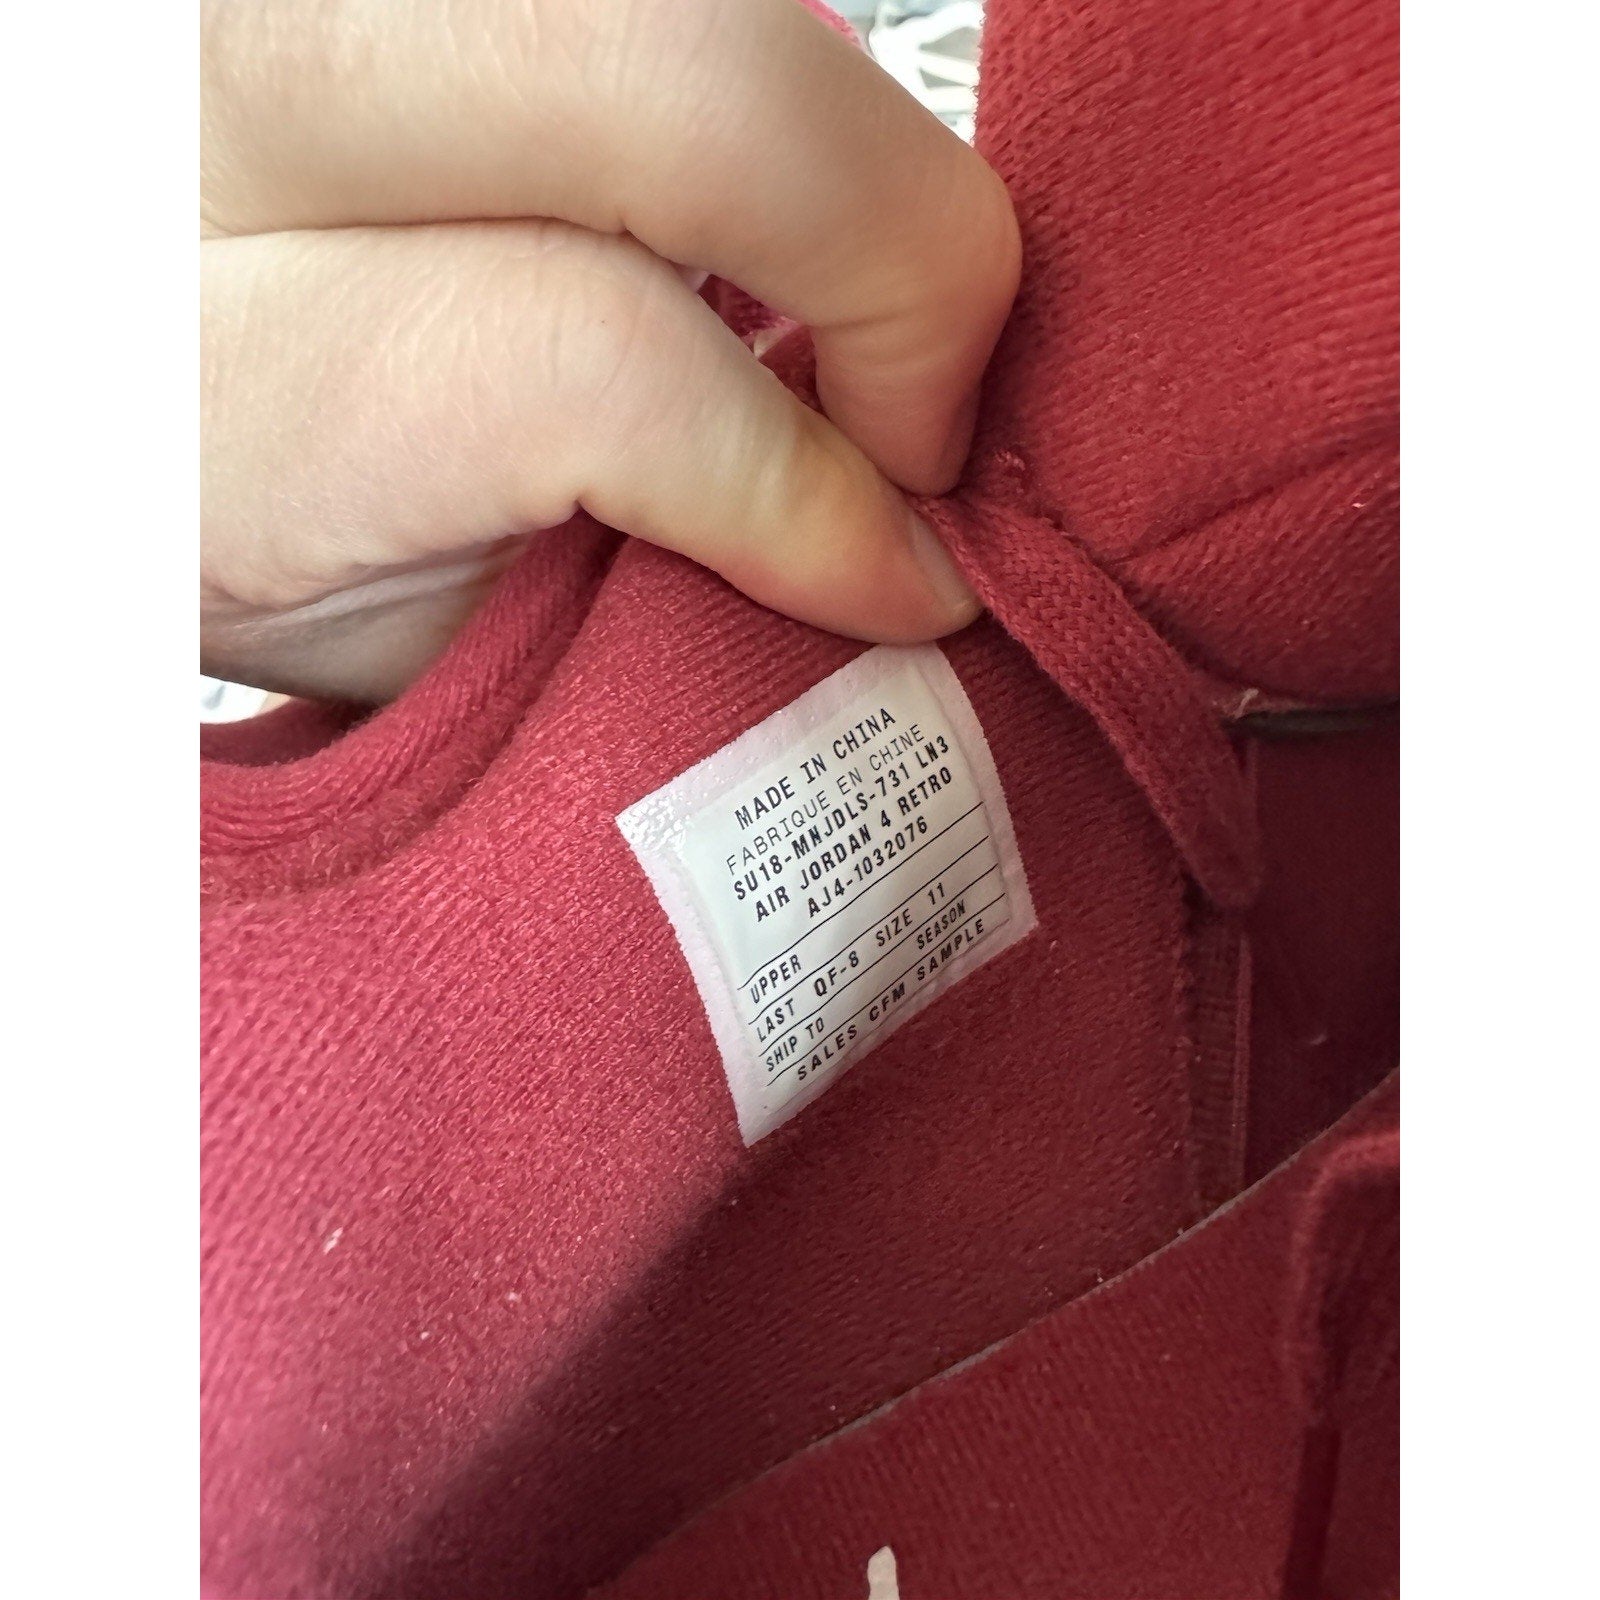 MADE IN CHINA
FABRIQUE EN CHINE
SU18-MNJDLS-731 LN3
AIR JORDAN 4 RETRO
AJ4-1032076
UPPER
LAST QF-8 SIZE 11
SHIP TO SEASON
SALES CFM SAMPLE